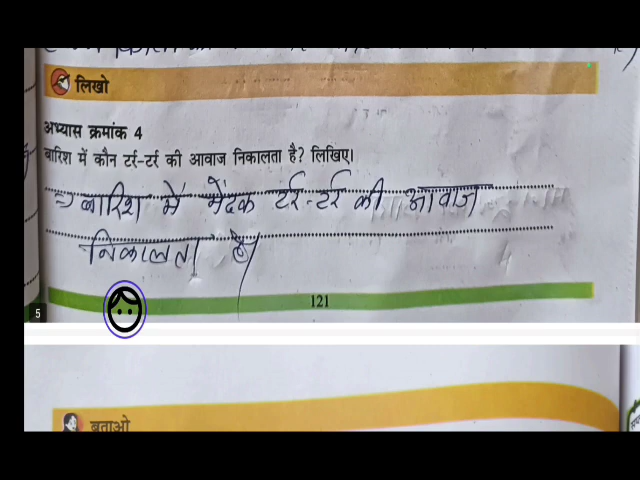 लिखो
अभ्यास क्रमांक 4
बारिश में कौन टर्र-टर्र की आवाज निकालता है? लिखिए।
=> बारिश में मेंढक टर्र-टर्र की आवाज
निकालता है।
121
5
बताओ